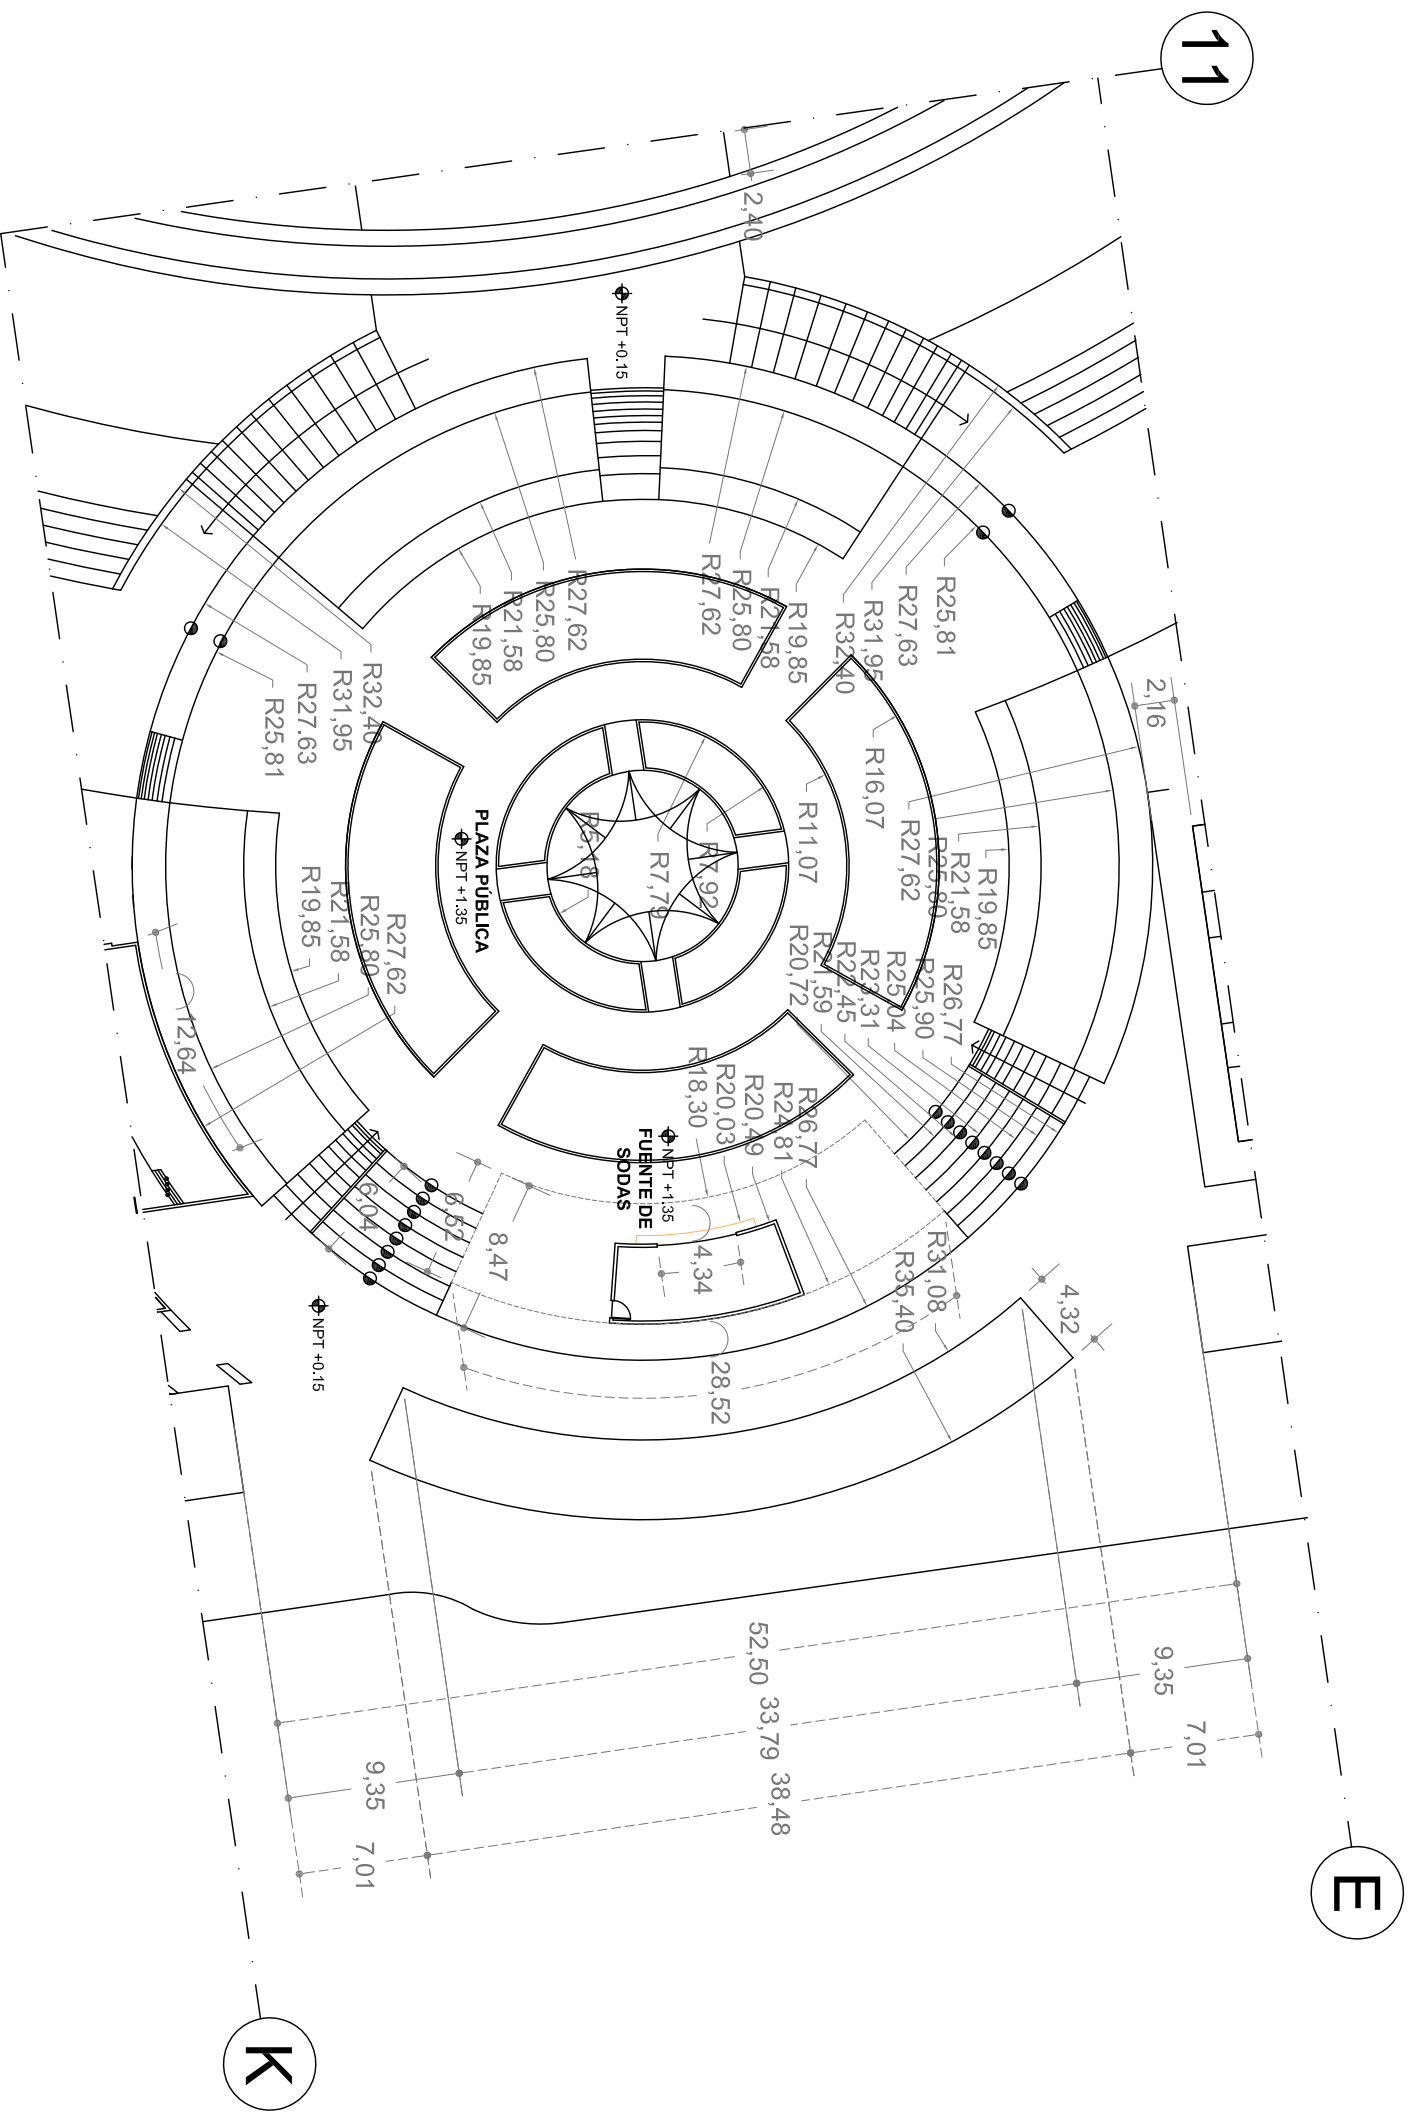 11
2,40
NPT +0.15
R25,81
R27,63
R31,95
R32,40
R19,85
R21,58
R25,80
R27,62
R27,62
R25,80
R21,58
R19,85
R32,40
R31,95
R27.63
R25,81
2,16
R16,07
R11,07
R7,92
R7,79
R5,18
PLAZA PÚBLICA
NPT +1.35
R19,85
R21,58
R25,80
R27,62
R27,62
R25,80
R21,58
R19,85
12,64
R26,77
R25,90
R25,04
R23,31
R22,45
R21,59
R20,72
R26,77
R24,81
R20,49
R20,03
R18,30
NPT +1.35
FUENTE DE
SODAS
4,34
6,04
6,52
8,47
R31,08
R35,40
4,32
28,52
NPT +0.15
52,50
33,79
38,48
9,35
7,01
9,35
7,01
E
K